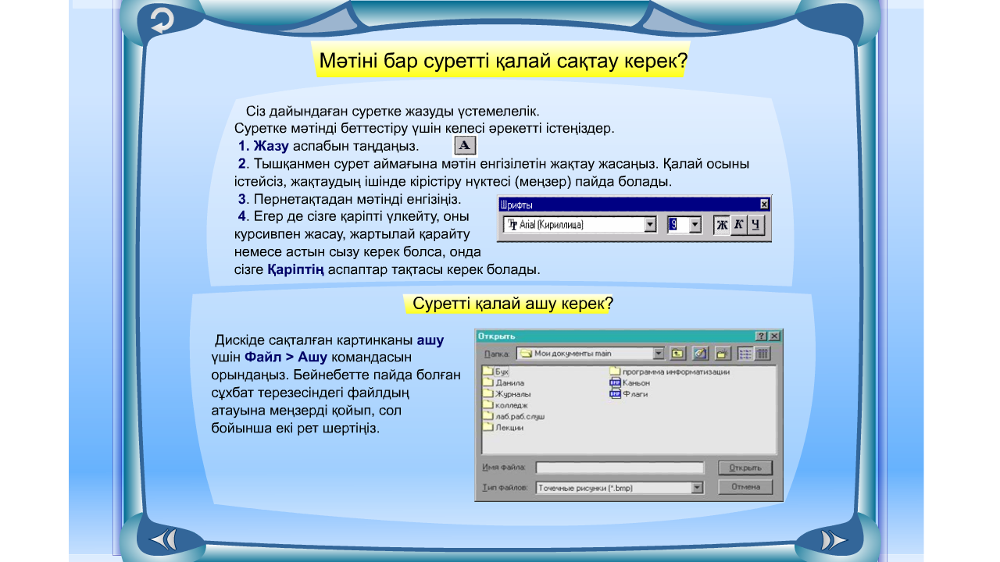 Мәтіні бар суретті қалай сақтау керек?
Сіз дайындаған суретке жазуды үстемелелік.
Суретке мәтінді беттестіру үшін келесі әрекетті істеңіздер.
1. Жазу аспабын таңдаңыз. A
2. Тышқанмен сурет аймағына мәтін енгізілетін жақтау жасаңыз. Қалай осыны
істейсіз, жақтаудың ішінде кірістіру нүктесі (меңзер) пайда болады.
3. Пернетақтадан мәтінді енгізіңіз.
4. Егер де сізге қаріпті үлкейту, оны
курсивпен жасау, жартылай қарайту
немесе астын сызу керек болса, онда
сізге Қаріптің аспаптар тақтасы керек болады.
Шрифты
Arial (Кириллица) 9 Ж К Ч
Суретті қалай ашу керек?
Дискіде сақталған картинканы ашу
үшін Файл > Ашу командасын
орындаңыз. Бейнебетте пайда болған
сұхбат терезесіндегі файлдың
атауына меңзерді қойып, сол
бойынша екі рет шертіңіз.
Открыть
Папка: Мои документы main
Бух
Данила
Журналы
колледж
лаб.раб.слуш
Лекции
программа информатизации
Каньон
Флаги
Имя файла: Открыть
Тип файлов: Точечные рисунки (*.bmp) Отмена